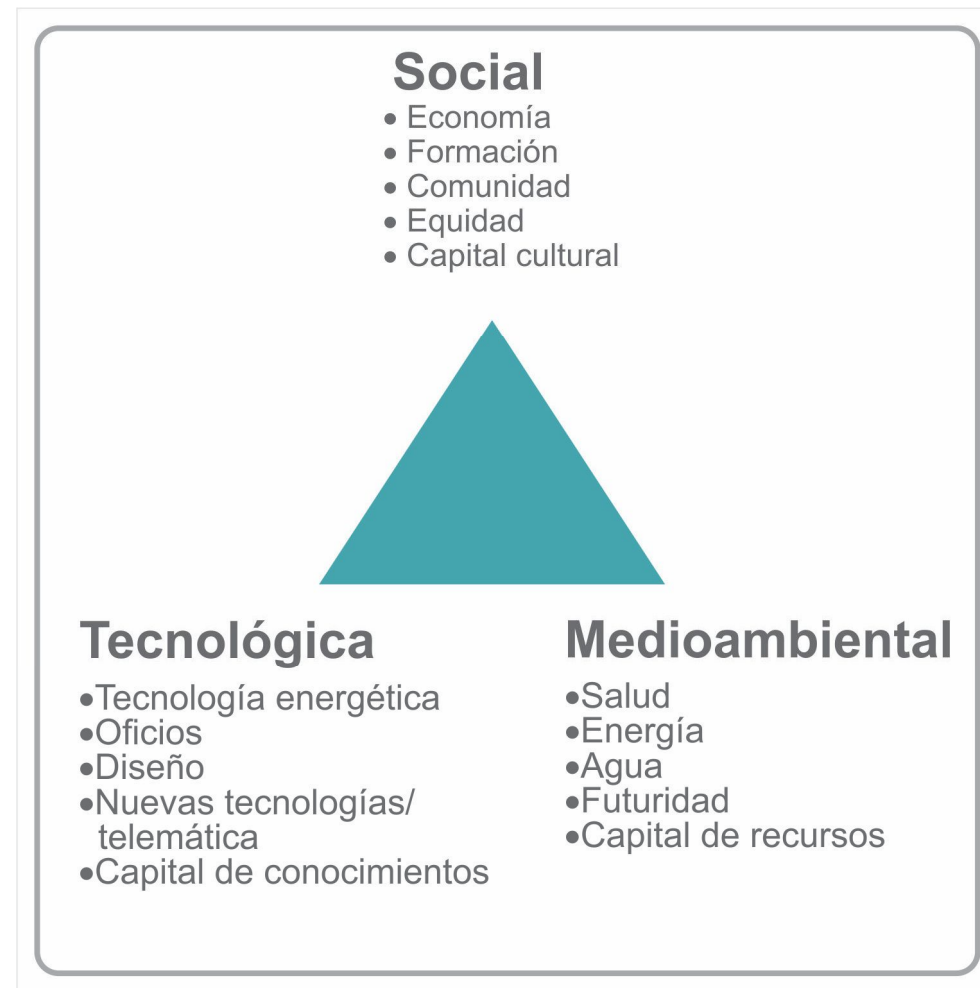 Social
• Economía
• Formación
• Comunidad
• Equidad
• Capital cultural
Tecnológica
•Tecnología energética
•Oficios
•Diseño
•Nuevas tecnologías/
telemática
•Capital de conocimientos
Medioambiental
•Salud
•Energía
•Agua
•Futuridad
•Capital de recursos